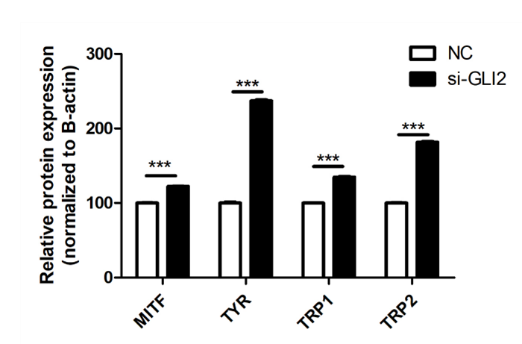 Relative protein expression
(normalized to B-actin)
300
200
100
0
***
***
***
***
NC
si-GLI2
MITF
TYR
TRP1
TRP2